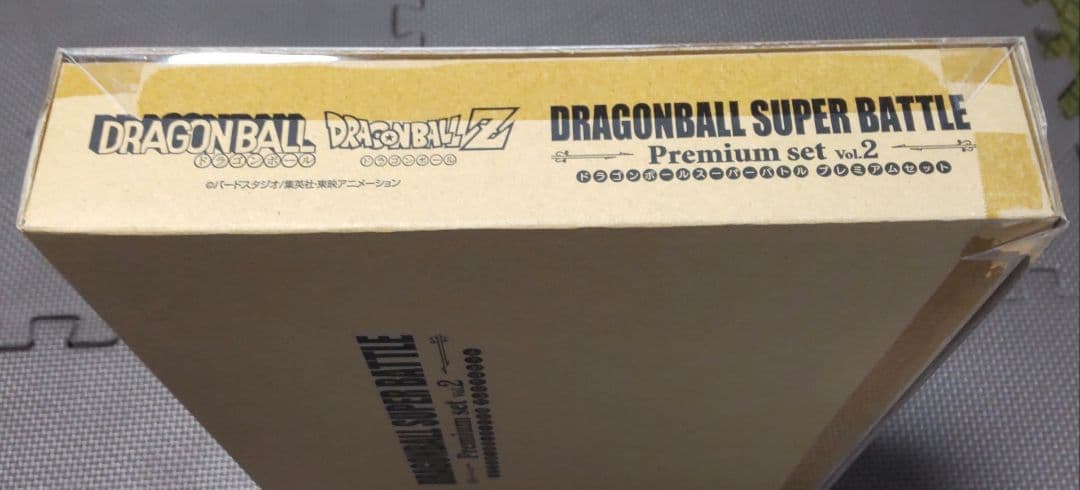 DRAGONBALL
ドラゴンボール
DRAGONBALL Z
ドラゴンボール
©バードスタジオ/集英社・東映アニメーション
DRAGONBALL SUPER BATTLE
Premium set Vol.2
ドラゴンボールスーパーバトル プレミアムセット
DRAGONBALL SUPER BATTLE
Premium set Vol.2